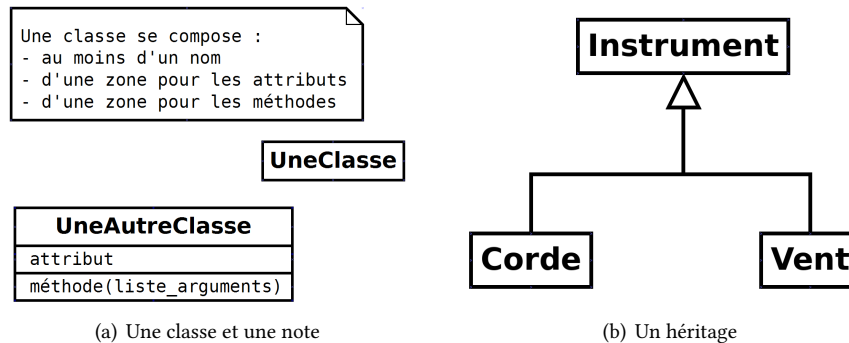 Une classe se compose :
- au moins d'un nom
- d'une zone pour les attributs
- d'une zone pour les méthodes
UneClasse
UneAutreClasse
attribut
méthode(liste_arguments)
(a) Une classe et une note
Instrument
Corde
Vent
(b) Un héritage